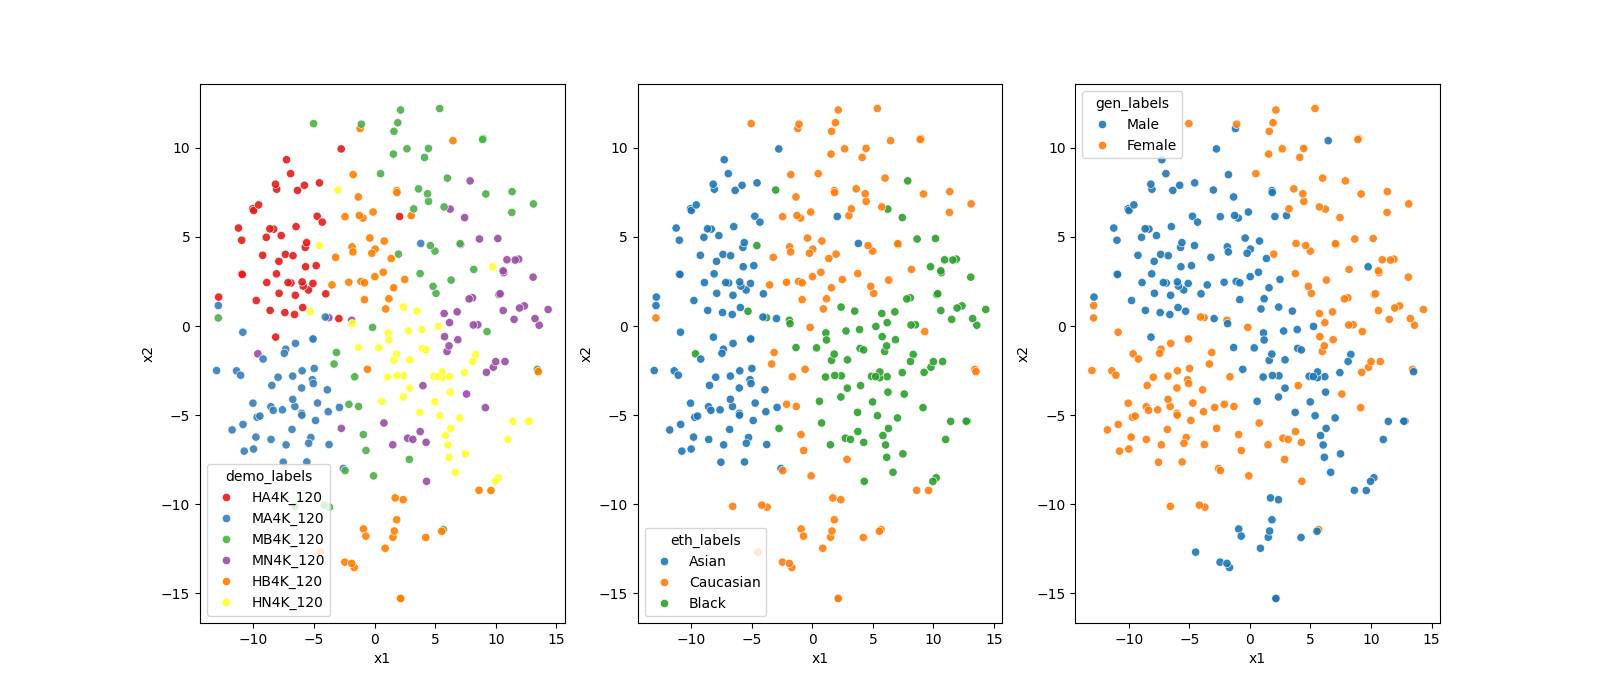 10
5
0
−5
−10
−15
x2
−10
−5
0
5
10
15
x1
demo_labels
HA4K_120
MA4K_120
MB4K_120
MN4K_120
HB4K_120
HN4K_120
10
5
0
−5
−10
−15
x2
−10
−5
0
5
10
15
x1
eth_labels
Asian
Caucasian
Black
10
5
0
−5
−10
−15
x2
−10
−5
0
5
10
15
x1
gen_labels
Male
Female